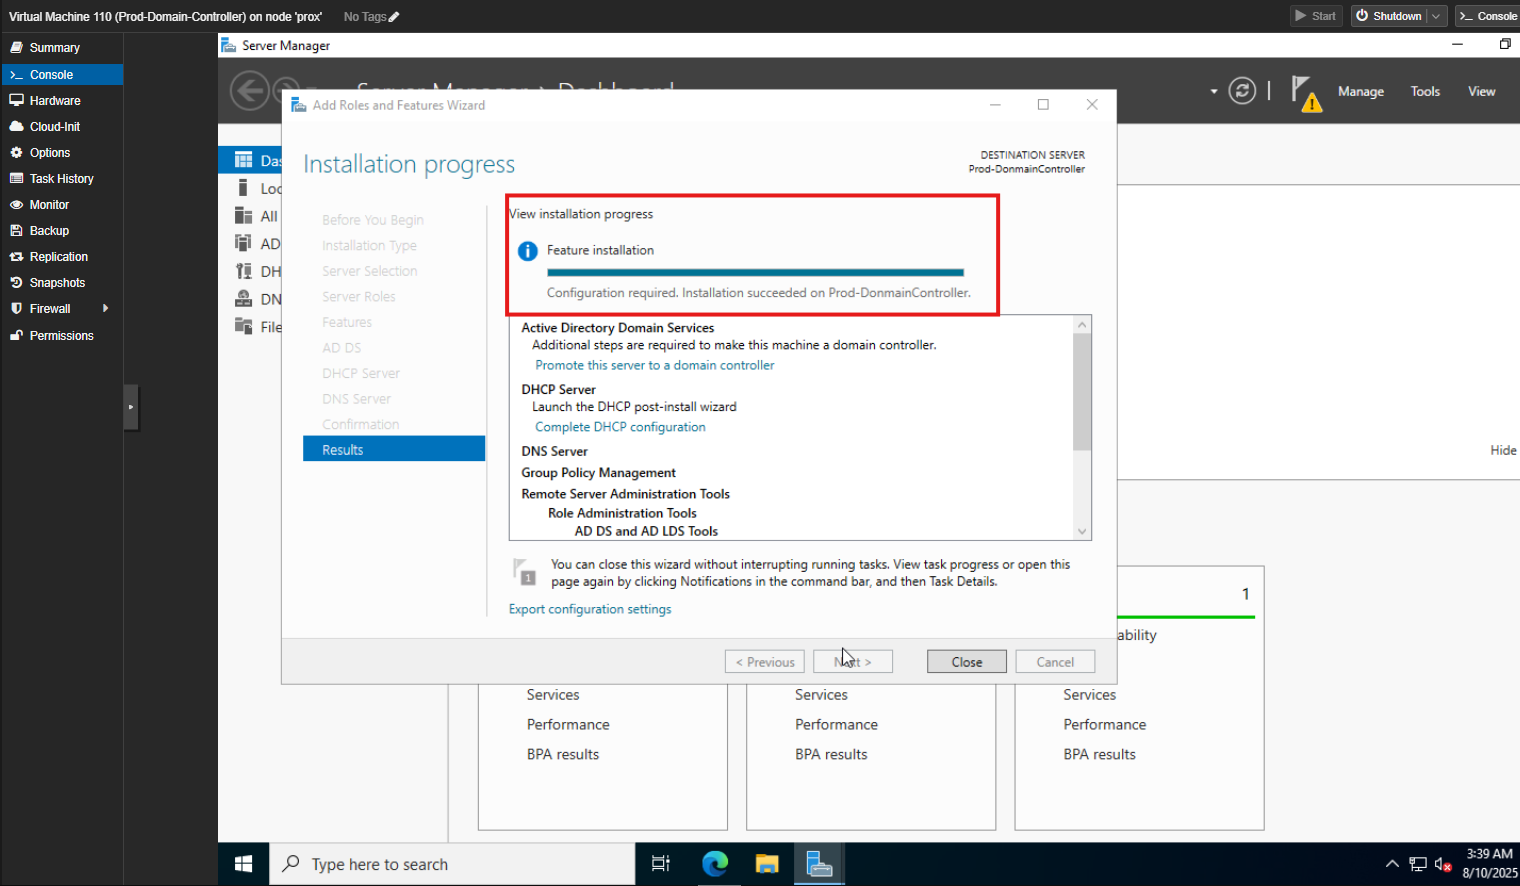 Virtual Machine 110 (Prod-Domain-Controller) on node 'prox'
No Tags
Start
Shutdown
Console
Summary
Console
Hardware
Cloud-Init
Options
Task History
Monitor
Backup
Replication
Snapshots
Firewall
Permissions
Server Manager
Manage
Tools
View
Add Roles and Features Wizard
Installation progress
DESTINATION SERVER
Prod-DonmainController
Before You Begin
Installation Type
Server Selection
Server Roles
Features
AD DS
DHCP Server
DNS Server
Confirmation
Results
View installation progress
Feature installation
Configuration required. Installation succeeded on Prod-DonmainController.
Active Directory Domain Services
Additional steps are required to make this machine a domain controller.
Promote this server to a domain controller
DHCP Server
Launch the DHCP post-install wizard
Complete DHCP configuration
DNS Server
Group Policy Management
Remote Server Administration Tools
Role Administration Tools
AD DS and AD LDS Tools
1
You can close this wizard without interrupting running tasks. View task progress or open this
page again by clicking Notifications in the command bar, and then Task Details.
Export configuration settings
< Previous
Close
Cancel
All
AD
Hide
1
ability
Services
Performance
BPA results
Services
Performance
BPA results
Services
Performance
BPA results
Type here to search
3:39 AM
8/10/2025